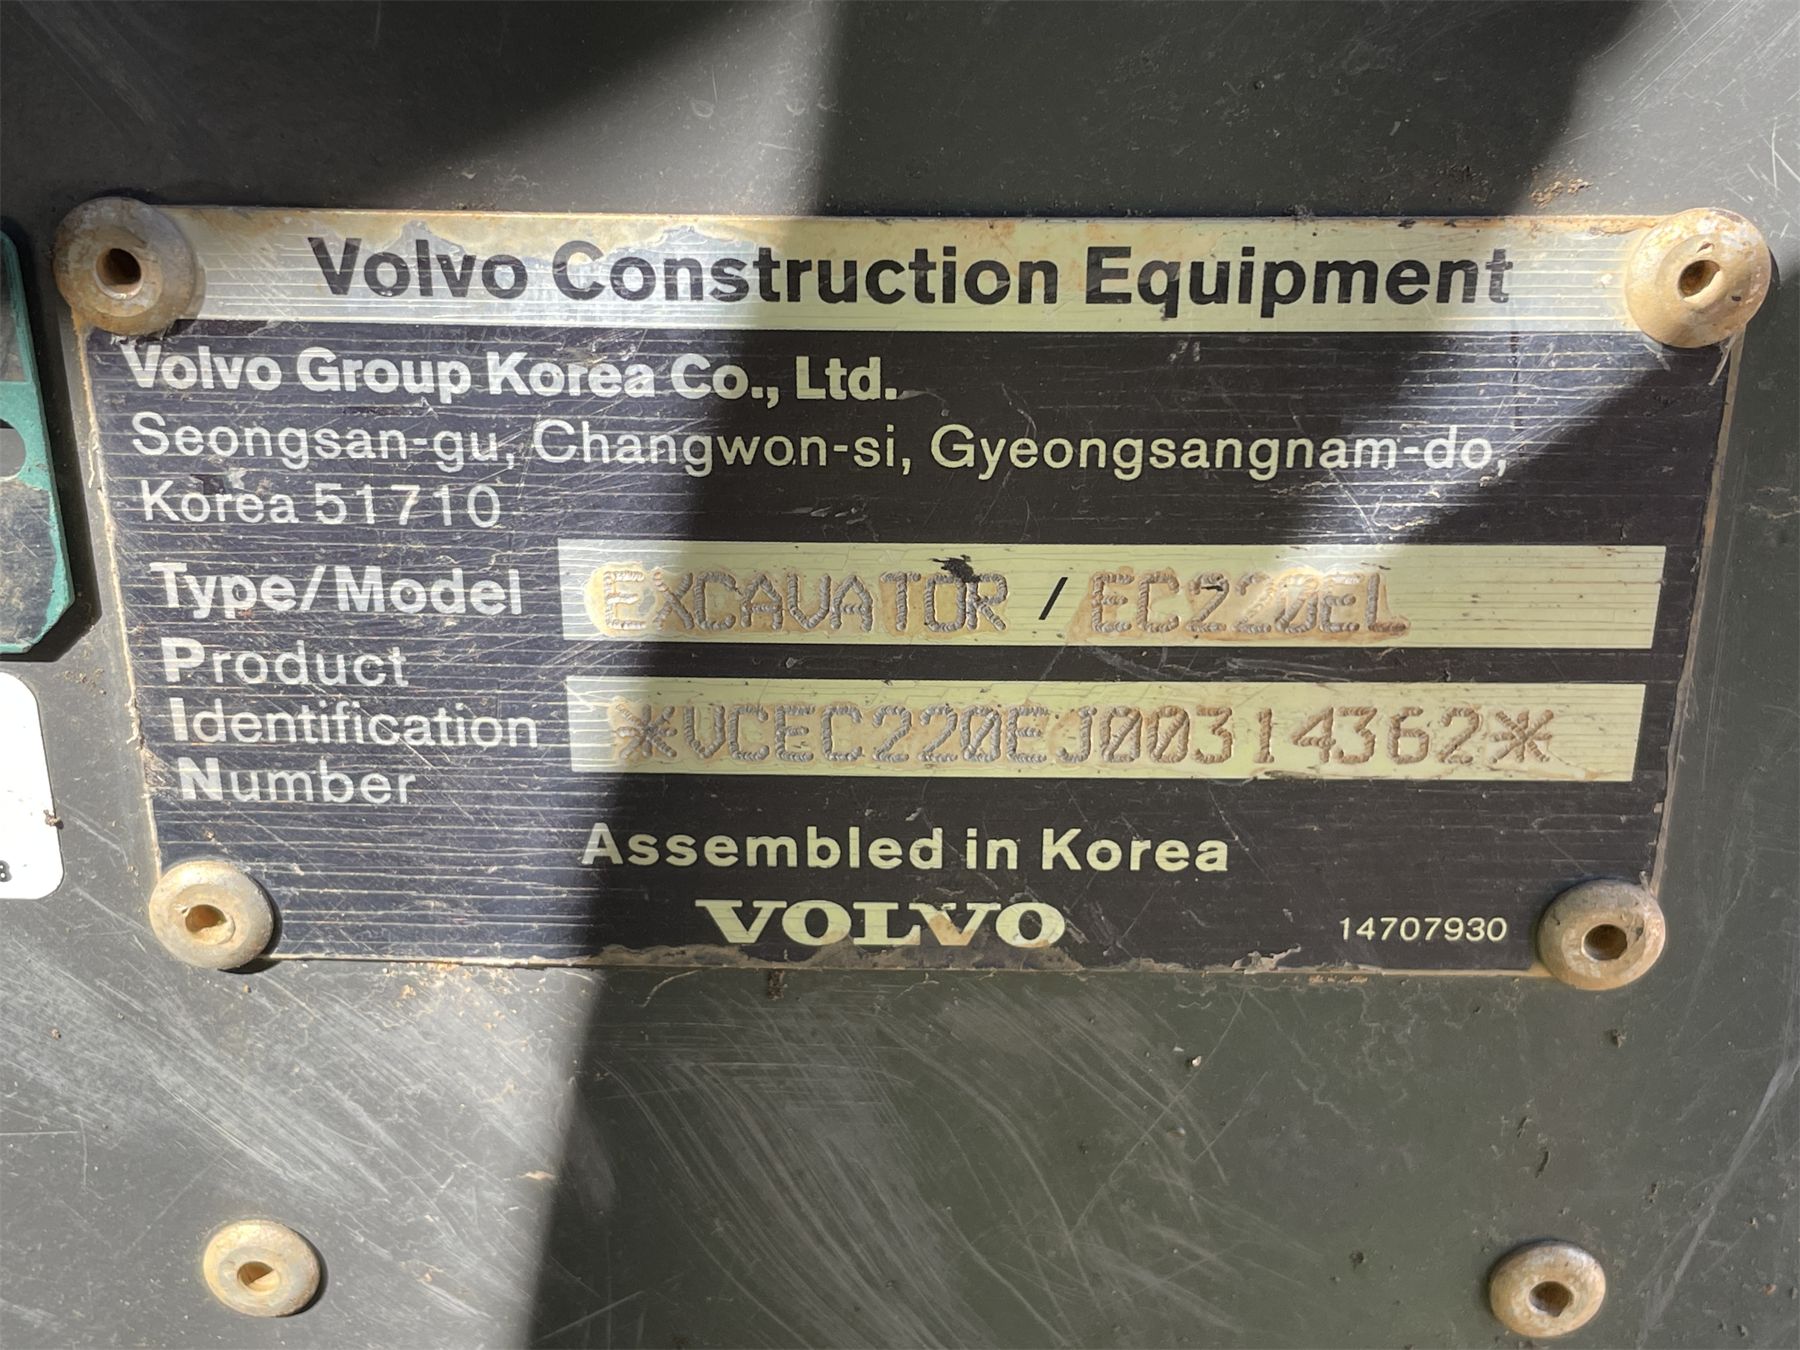 Volvo Construction Equipment
Volvo Group Korea Co., Ltd.
Seongsan-gu, Changwon-si, Gyeongsangnam-do,
Korea 51710
Type/Model EXCAVATOR / EC220EL
Product
Identification
Number
*VCEC220EJ00314362*
Assembled in Korea
VOLVO
14707930
8